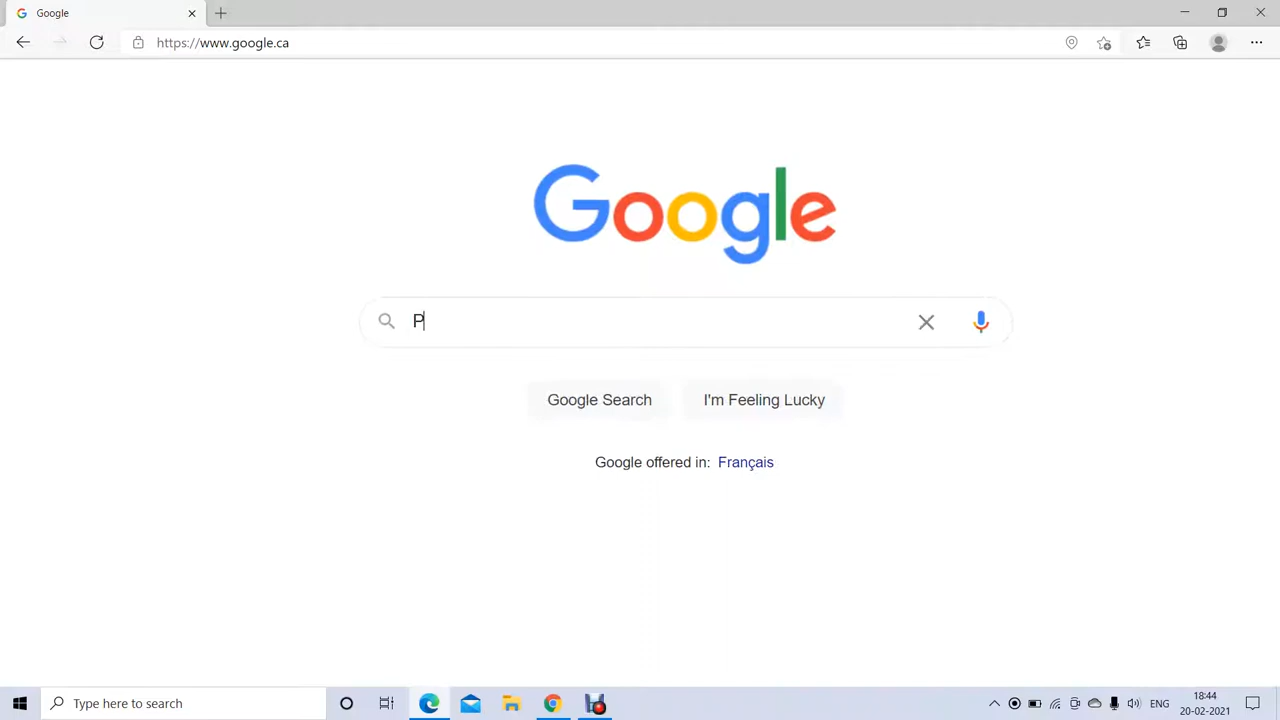 Google
https://www.google.ca
Google
P
Google Search
I'm Feeling Lucky
Google offered in: Français
Type here to search
ENG
18:44
20-02-2021